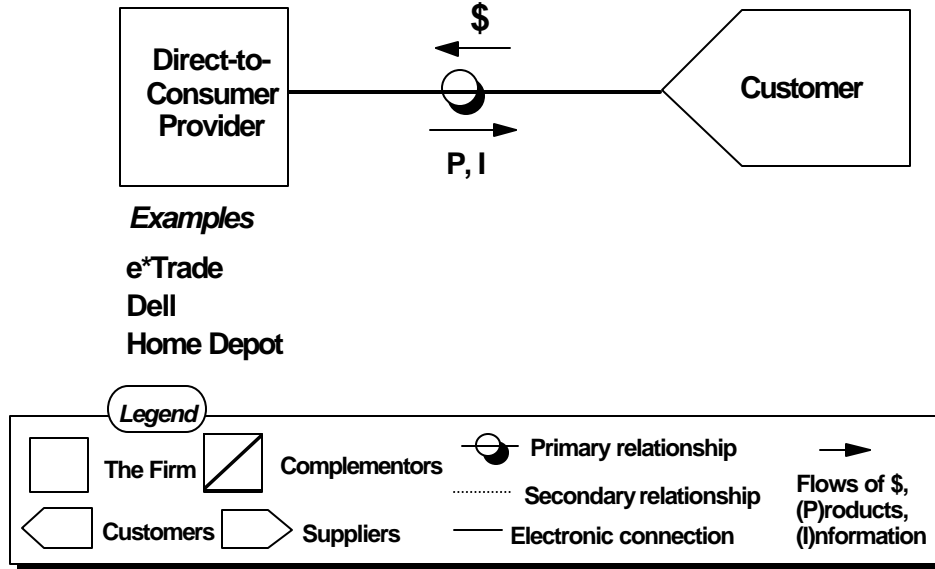 $
Direct-to-
Consumer
Provider
Customer
P, I
Examples
e*Trade
Dell
Home Depot
Legend
The Firm
Complementors
Primary relationship
Secondary relationship
Flows of $,
(P)roducts,
(I)nformation
Customers
Suppliers
Electronic connection